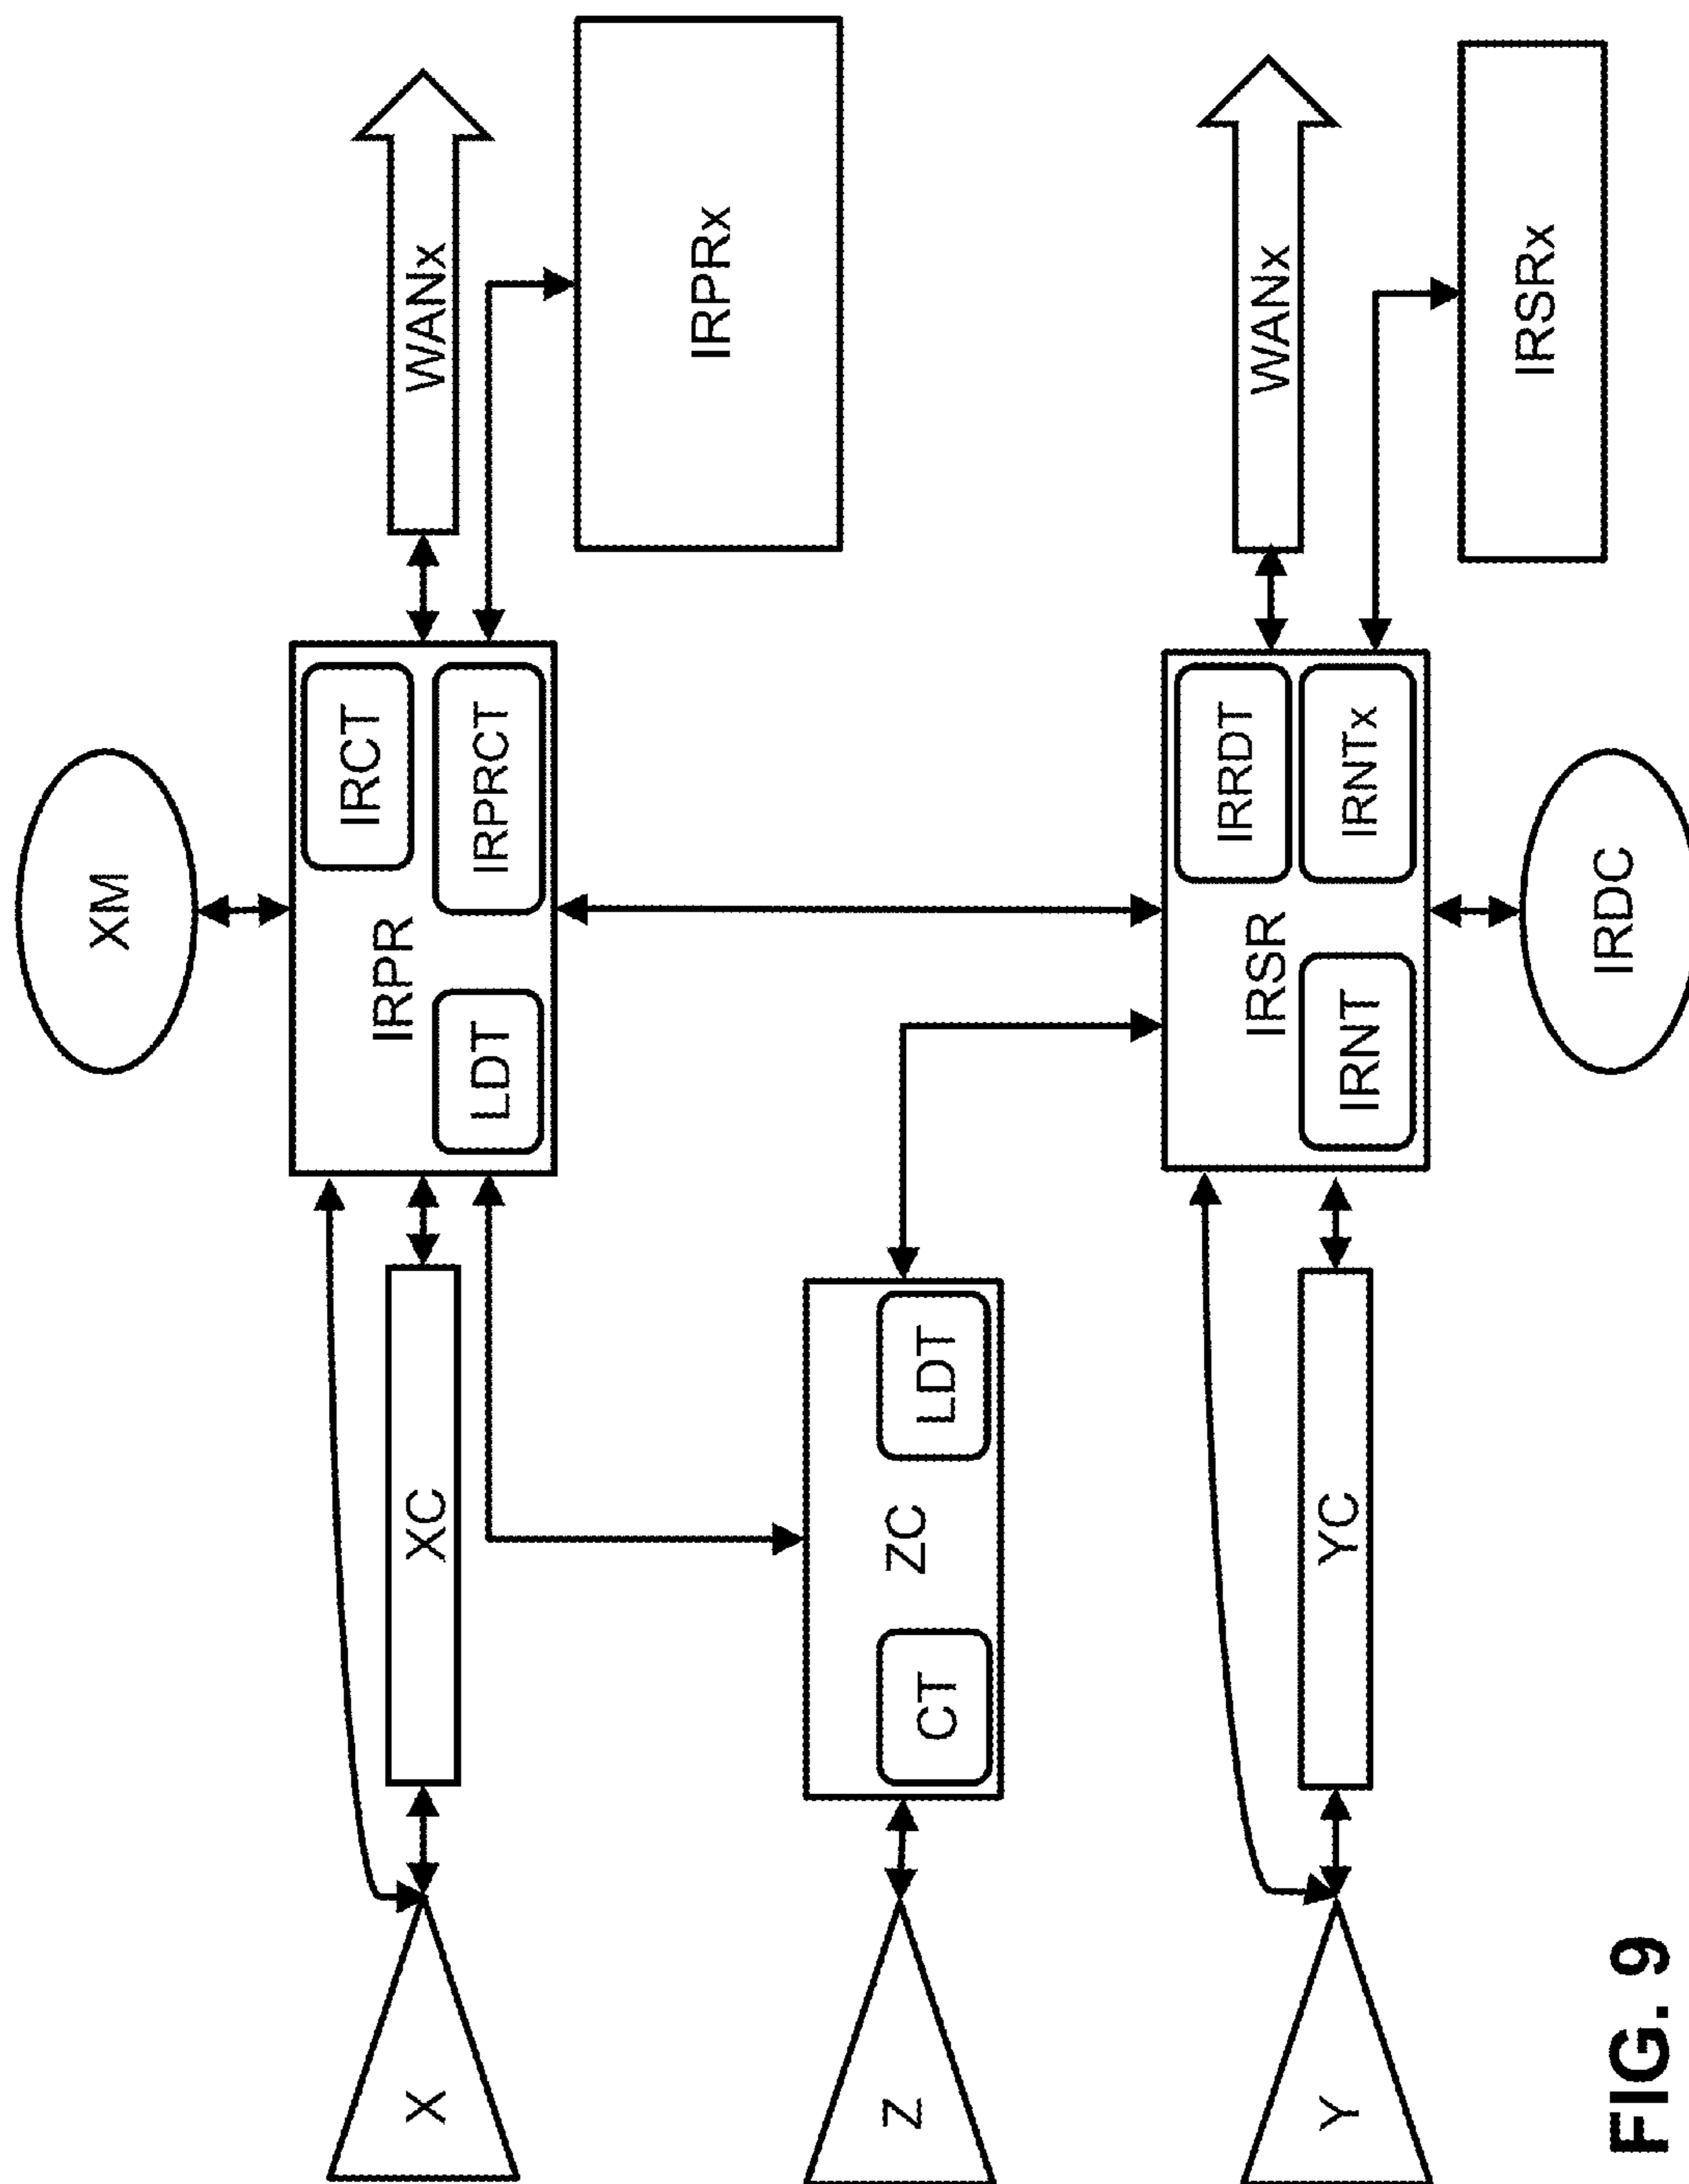 XM
IRCT
IRPR
X
XC
WANx
LDT
IRPRCT
IRPRx
Z
ZC
CT
LDT
IRRDT
IRSR
WANx
Y
YC
IRNT
IRNTx
IRSRx
IRDC
FIG. 9